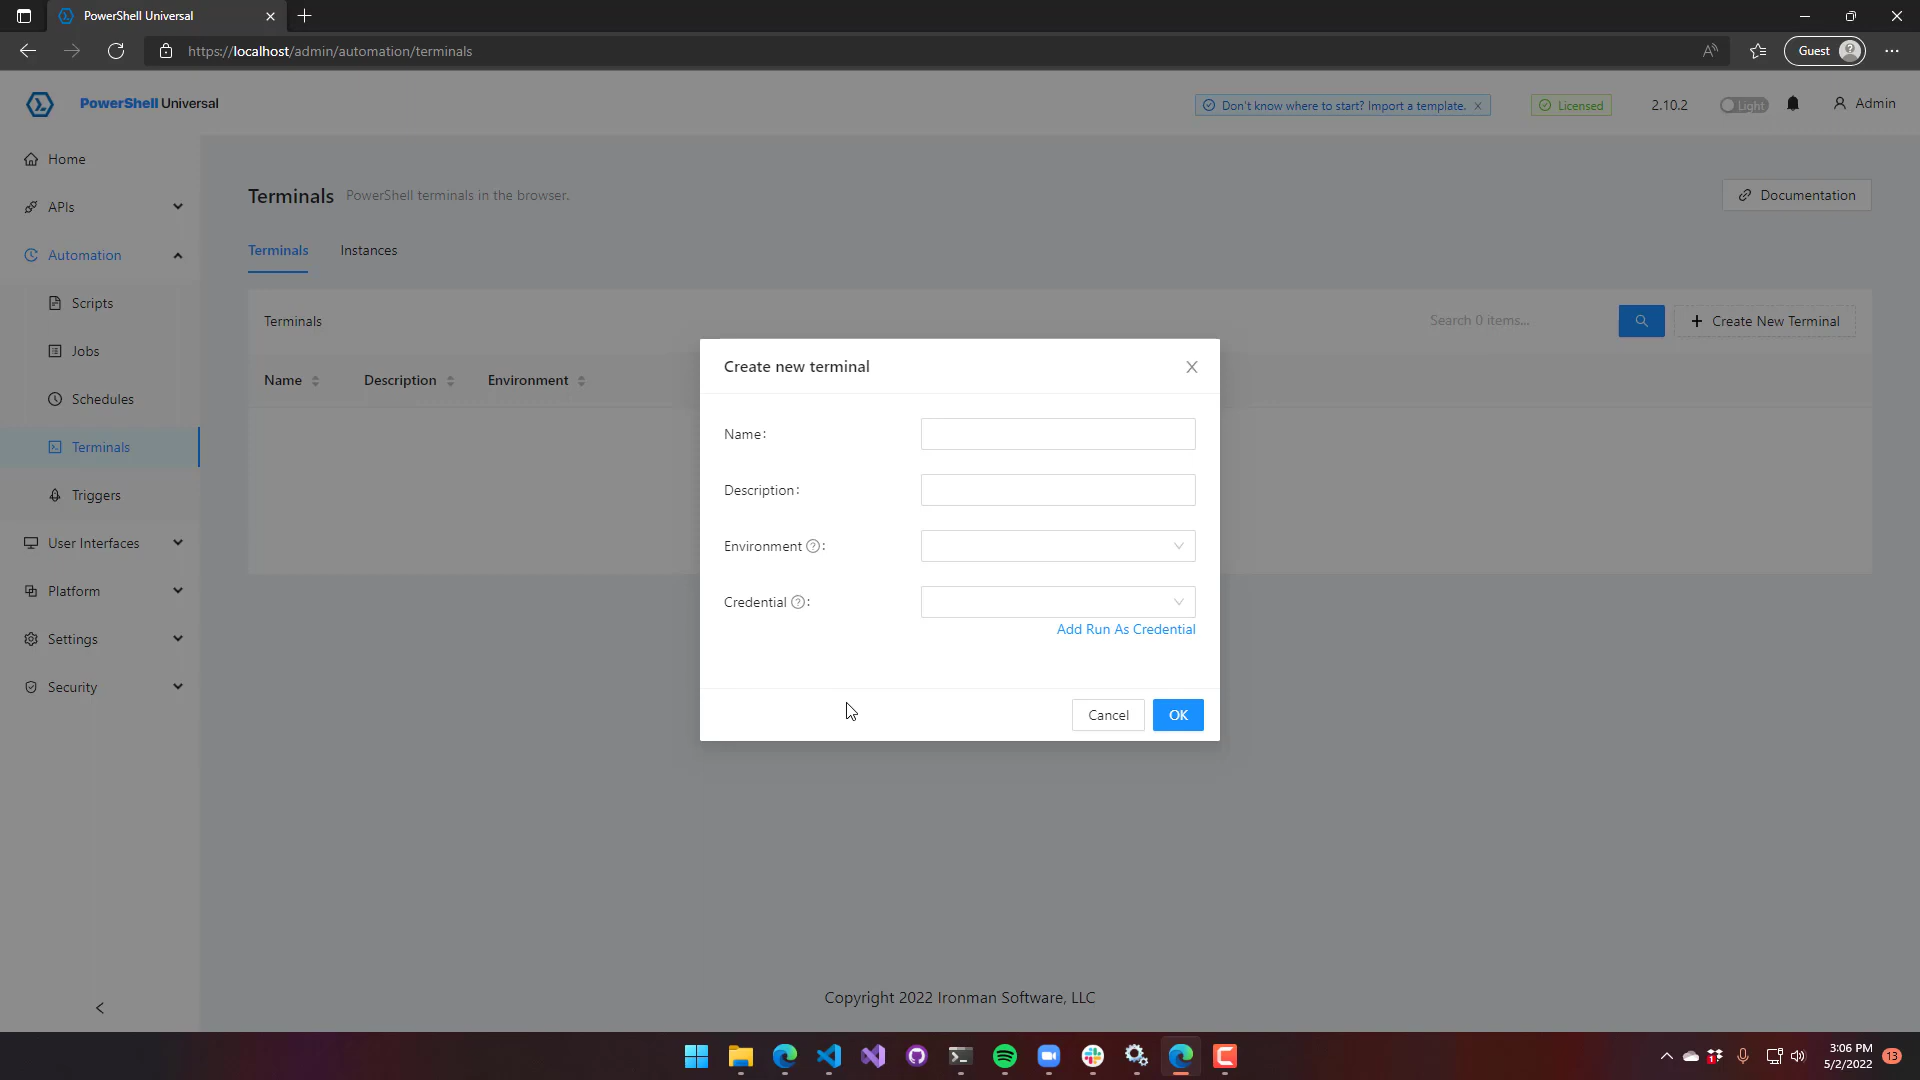 PowerShell Universal
https://localhost/admin/automation/terminals
Guest
PowerShell Universal
Don't know where to start? Import a template.
Licensed
2.10.2
Light
Admin
Home
APIs
Automation
Scripts
Jobs
Schedules
Terminals
Triggers
User Interfaces
Platform
Settings
Security
Terminals PowerShell terminals in the browser.
Documentation
Terminals
Instances
Terminals
Search 0 items...
Create New Terminal
Name
Description
Environment
Create new terminal
Name:
Description:
Environment :
Credential :
Add Run As Credential
Cancel
OK
Copyright 2022 Ironman Software, LLC
1
3:06 PM
5/2/2022
13